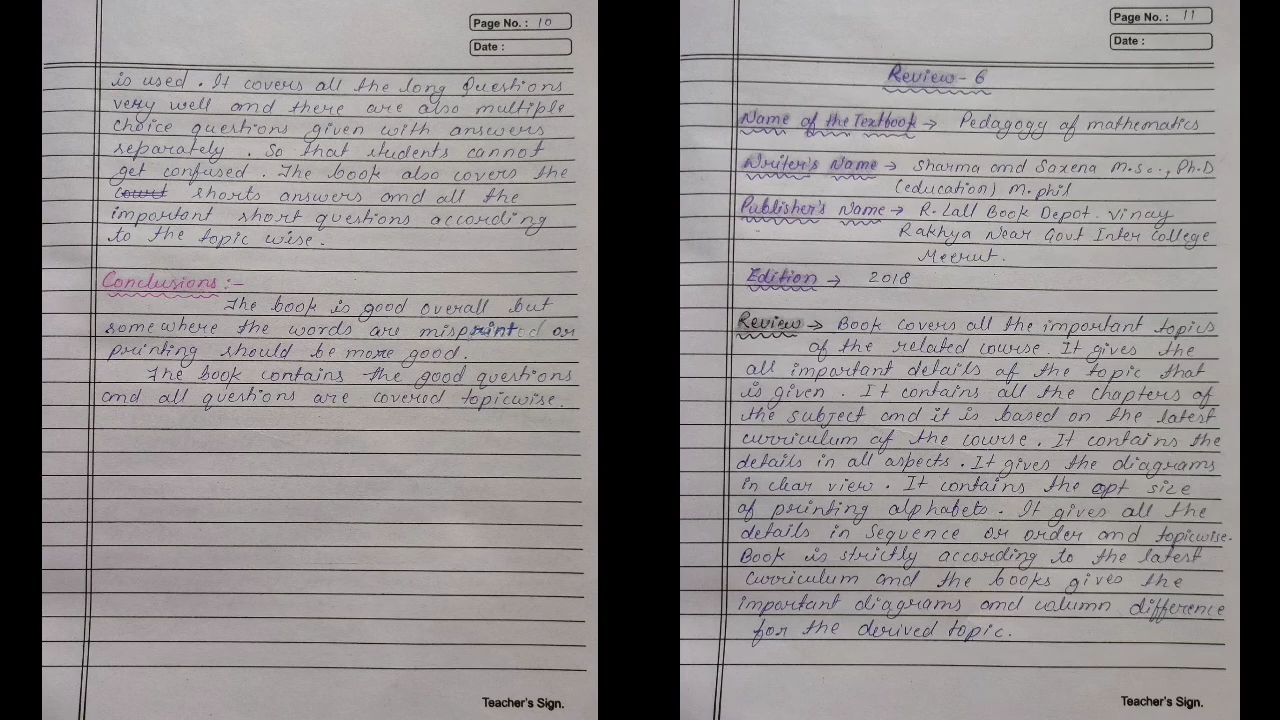 Page No. : 10
Date :
is used. It covers all the long Questions
very well and there are also multiple
choice questions given with answers
separately. So that students cannot
get confused. The book also covers the
shorts answers and all the
important short questions according
to the topic wise.
Conclusions :-
The book is good overall but
somewhere the words are misprinted or
printing should be more good.
The book contains the good questions
and all questions are covered topicwise.
Teacher's Sign.
Page No. : 11
Date :
Review - 6
Name of the Textbook → Pedagogy of mathematics
Writer's Name → Sharma and Saxena M.Sc., Ph.D
(education) M.phil
Publisher's Name → R. Lall Book Depot. Vinay
Rakhya Near Govt Inter College
Meerut.
Edition → 2018
Review → Book covers all the important topics
of the related course. It gives the
all important details of the topic that
is given. It contains all the chapters of
the subject and it is based on the latest
curriculum of the course. It contains the
details in all aspects. It gives the diagrams
in clear view. It contains the apt size
of printing alphabets. It gives all the
details in Sequence or order and topicwise.
Book is strictly according to the latest
curriculum and the books gives the
important diagrams and column difference
for the derived topic.
Teacher's Sign.